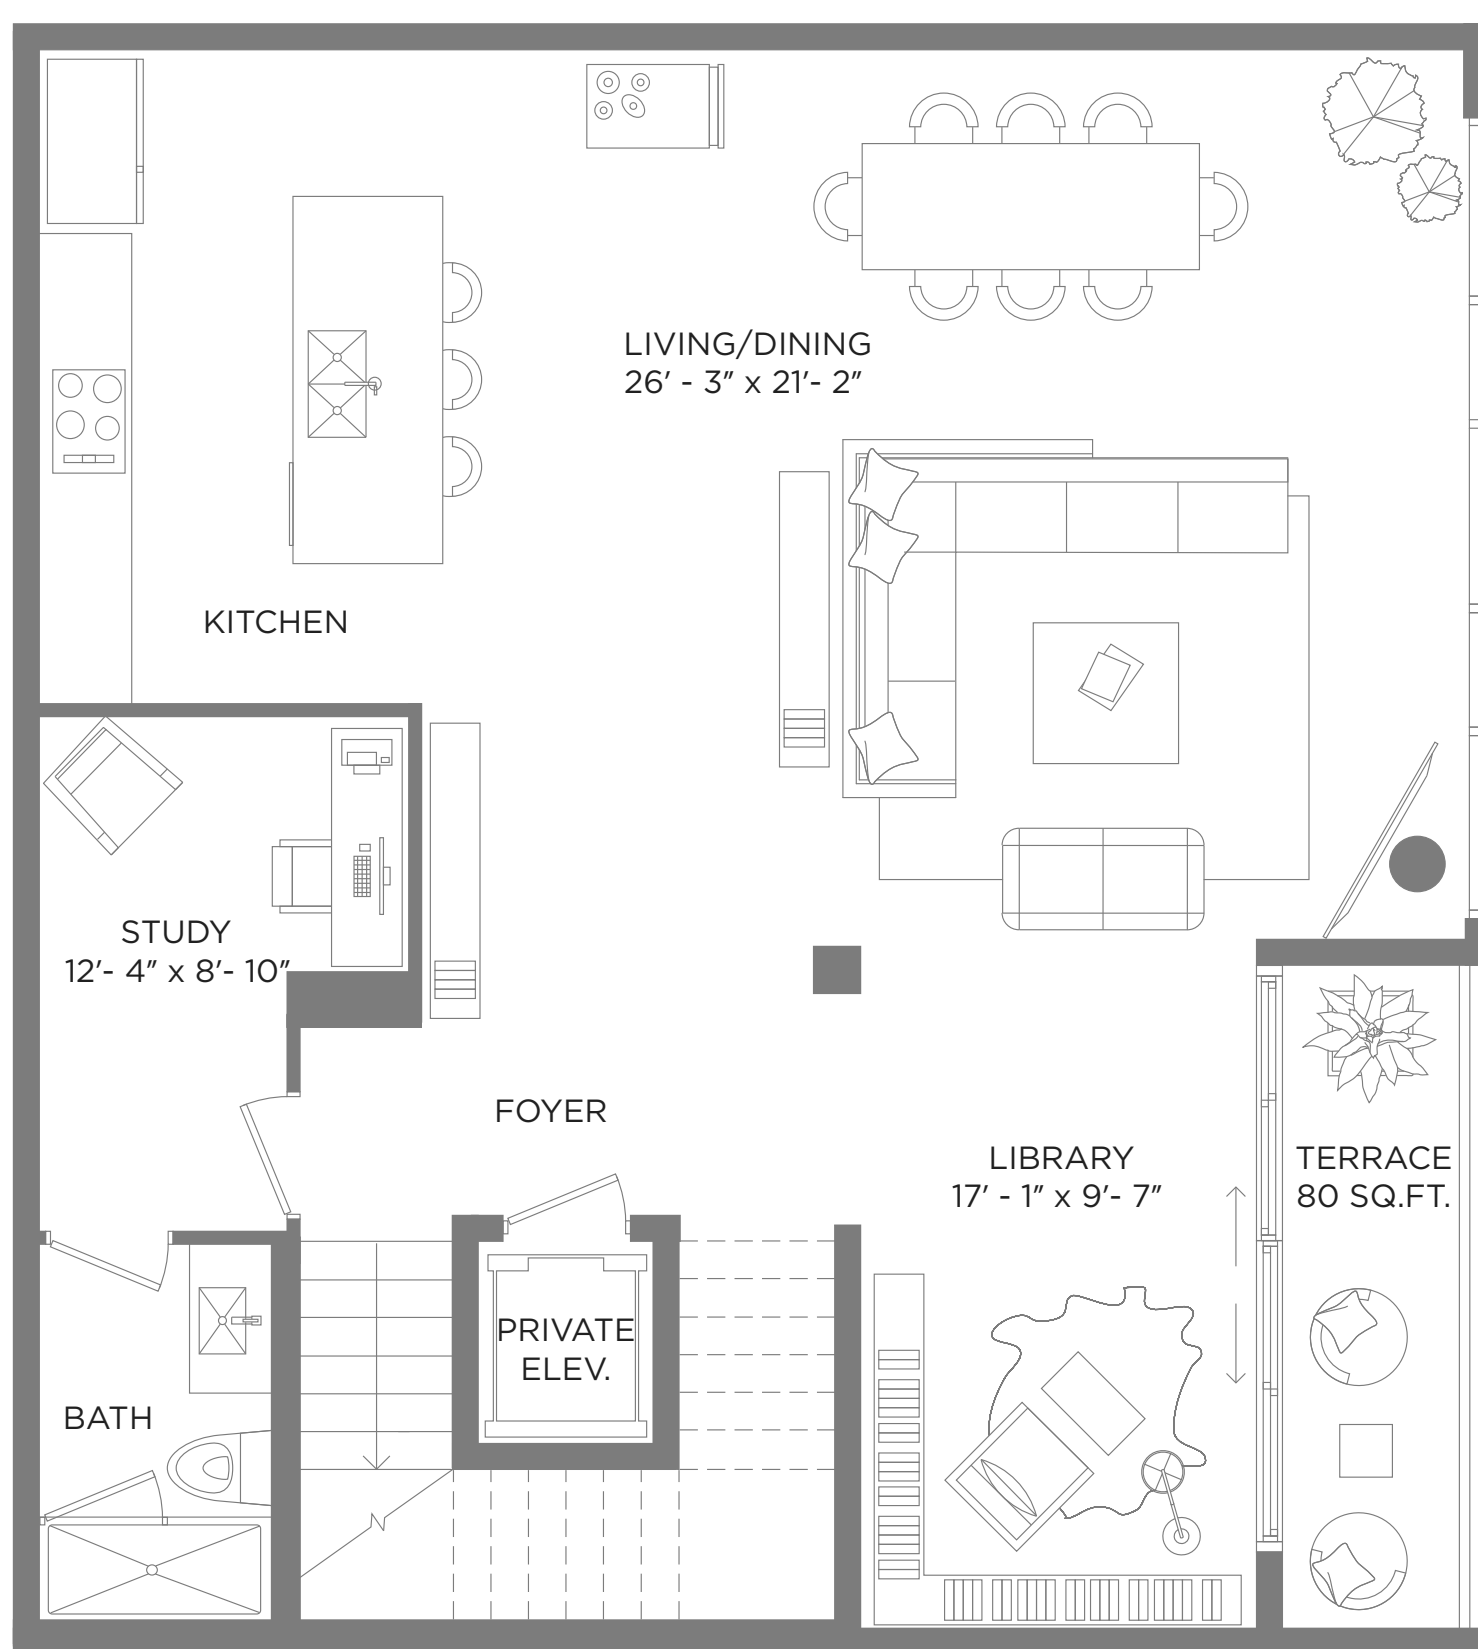 LIVING/DINING
26' - 3" x 21'- 2"
KITCHEN
STUDY
12'- 4" x 8'- 10"
FOYER
LIBRARY
17' - 1" x 9'- 7"
TERRACE
80 SQ.FT.
PRIVATE
ELEV.
BATH